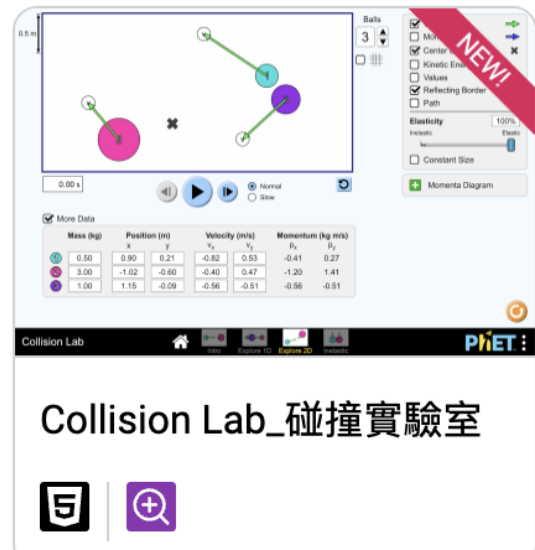 0.5 m
Balls
3
NEW!
Center
Kinetic Ene
Values
Reflecting Border
Path
Elasticity 100%
Inelastic Elastic
Constant Size
0.00 s
Normal
Slow
Momenta Diagram
More Data
Mass (kg) Position (m) Velocity (m/s) Momentum (kg m/s)
x y vx vy px py
1 0.50 0.90 0.21 -0.82 0.53 -0.41 0.27
2 3.00 -1.02 -0.60 -0.40 0.47 -1.20 1.41
3 1.00 1.15 -0.09 -0.56 -0.51 -0.56 -0.51
Collision Lab
Intro Explore 1D Explore 2D Inelastic
PhET
Collision Lab_碰撞實驗室
5